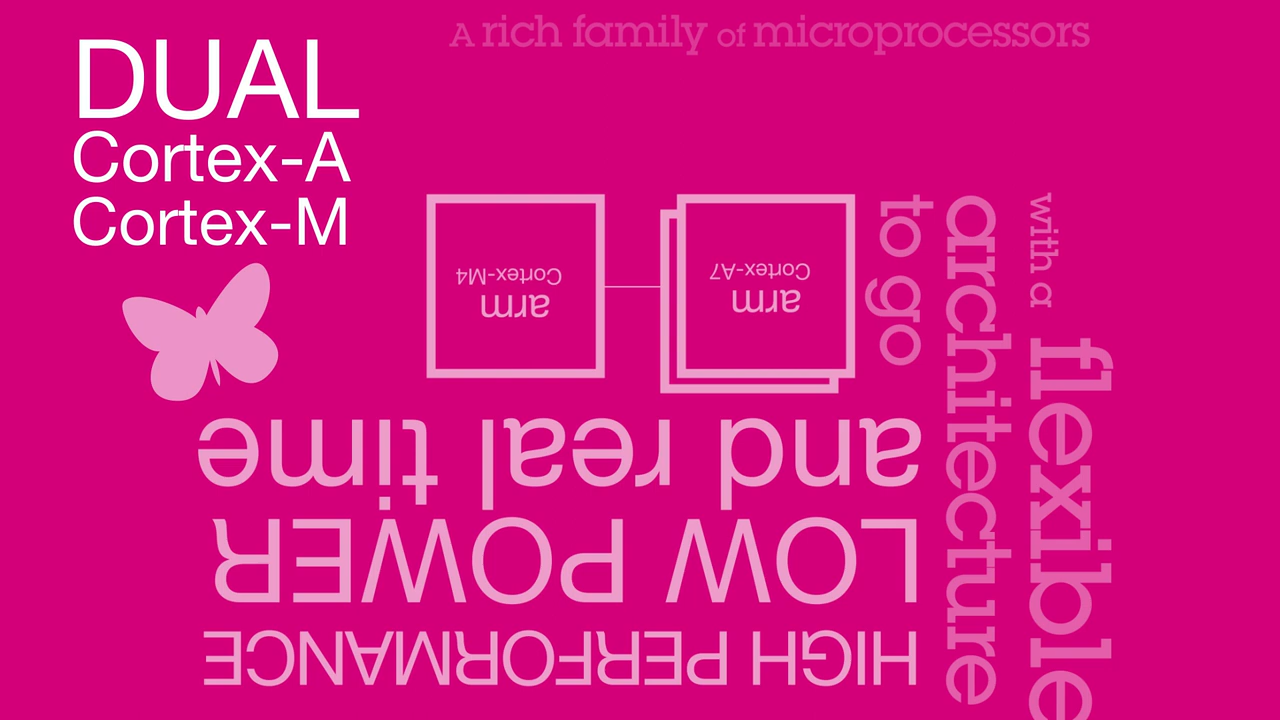 A rich family of microprocessors
with a flexible
architecture
to go
HIGH PERFORMANCE
LOW POWER
and real time
arm
Cortex-A7
arm
Cortex-M4
DUAL
Cortex-A
Cortex-M